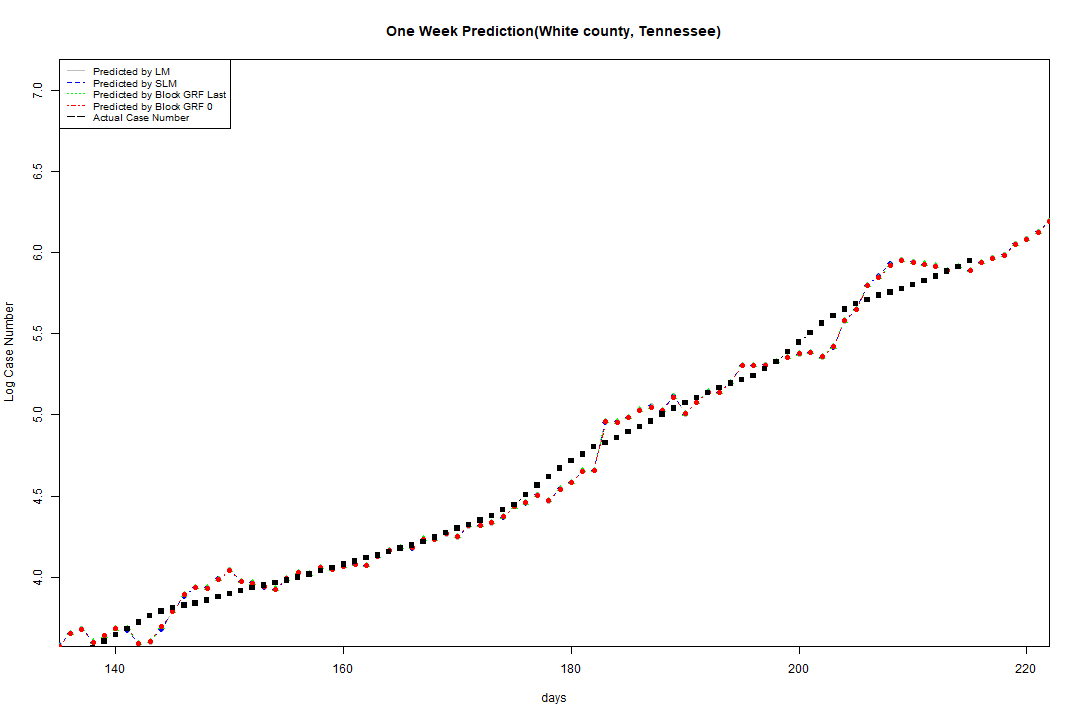 One Week Prediction(White county, Tennessee)
Predicted by LM
Predicted by SLM
Predicted by Block GRF Last
Predicted by Block GRF 0
Actual Case Number
7.0
6.5
6.0
5.5
5.0
4.5
4.0
Log Case Number
140 160 180 200 220
days